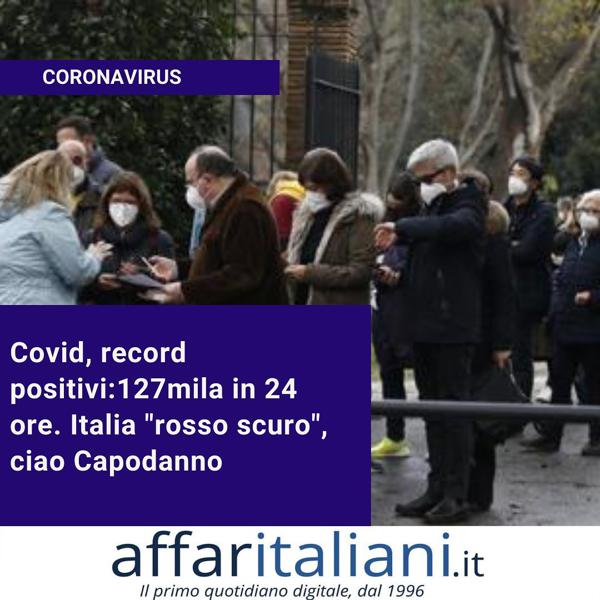 CORONAVIRUS
Covid, record
positivi:127mila in 24
ore. Italia "rosso scuro",
ciao Capodanno
affaritaliani.it
Il primo quotidiano digitale, dal 1996